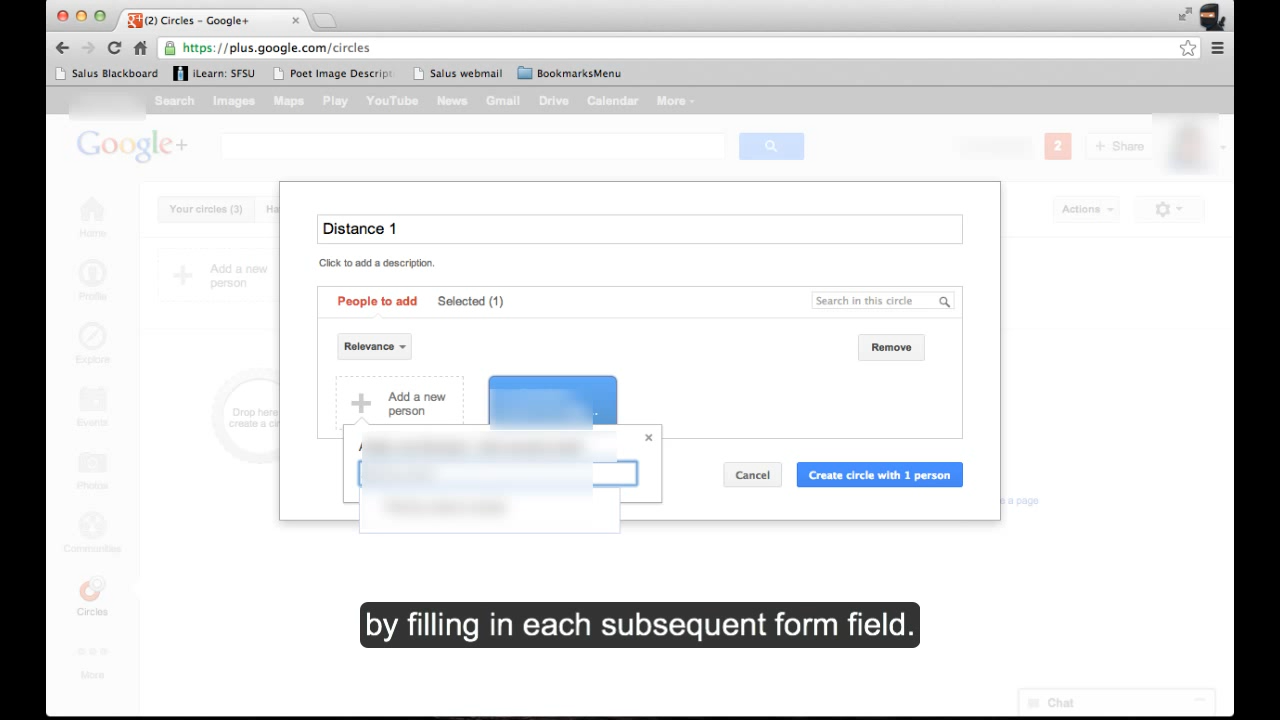 (2) Circles – Google+
https://plus.google.com/circles
Salus Blackboard
iLearn: SFSU
Poet Image Descript
Salus webmail
BookmarksMenu
Search Images Maps Play YouTube News Gmail Drive Calendar More
Google+
2
+ Share
Your circles (3)
Ha
Actions
Home
Add a new
person
Profile
Explore
Events
Photos
Communities
Circles
More
Drop here
create a cir
Distance 1
Click to add a description.
People to add
Selected (1)
Search in this circle
Relevance
Remove
Add a new
person
Cancel
Create circle with 1 person
a page
by filling in each subsequent form field.
Chat